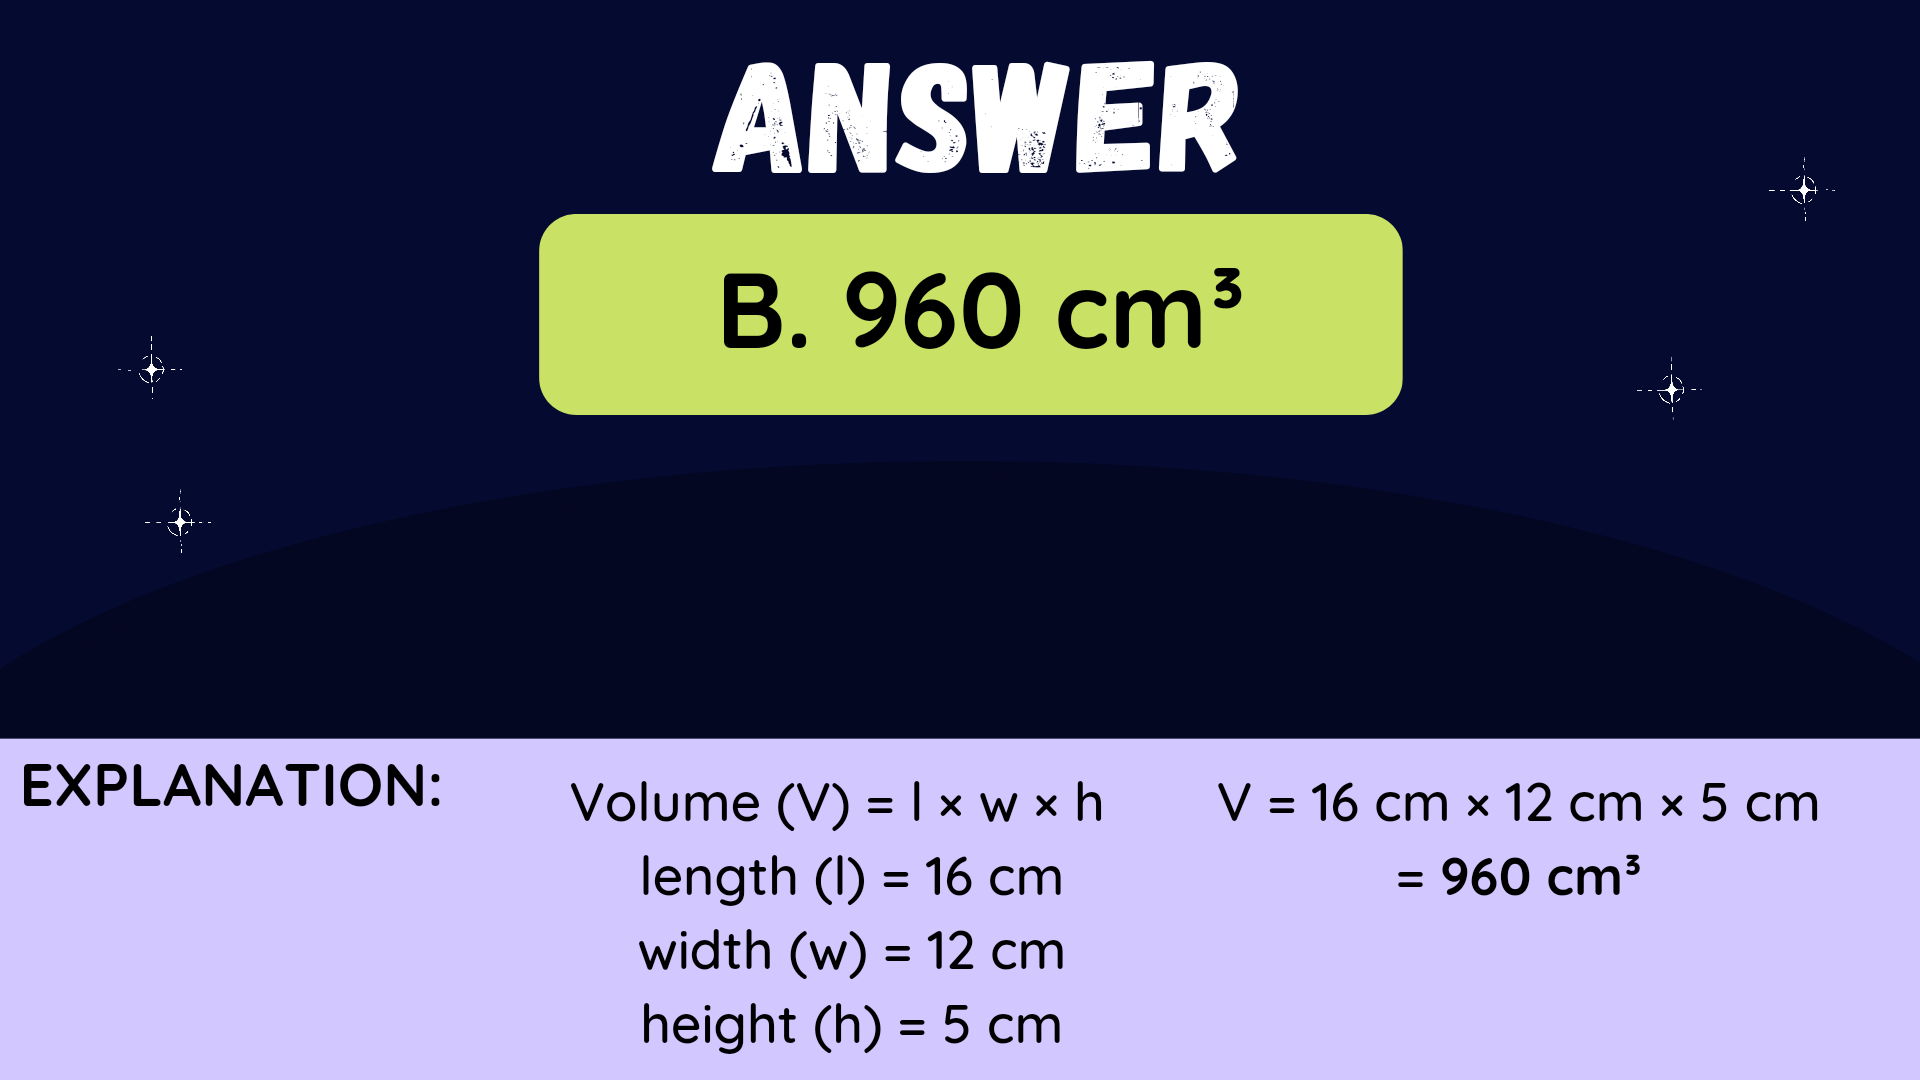 ANSWER
B. 960 cm³
EXPLANATION:
Volume (V) = l × w × h
length (l) = 16 cm
width (w) = 12 cm
height (h) = 5 cm
V = 16 cm × 12 cm × 5 cm
= 960 cm³